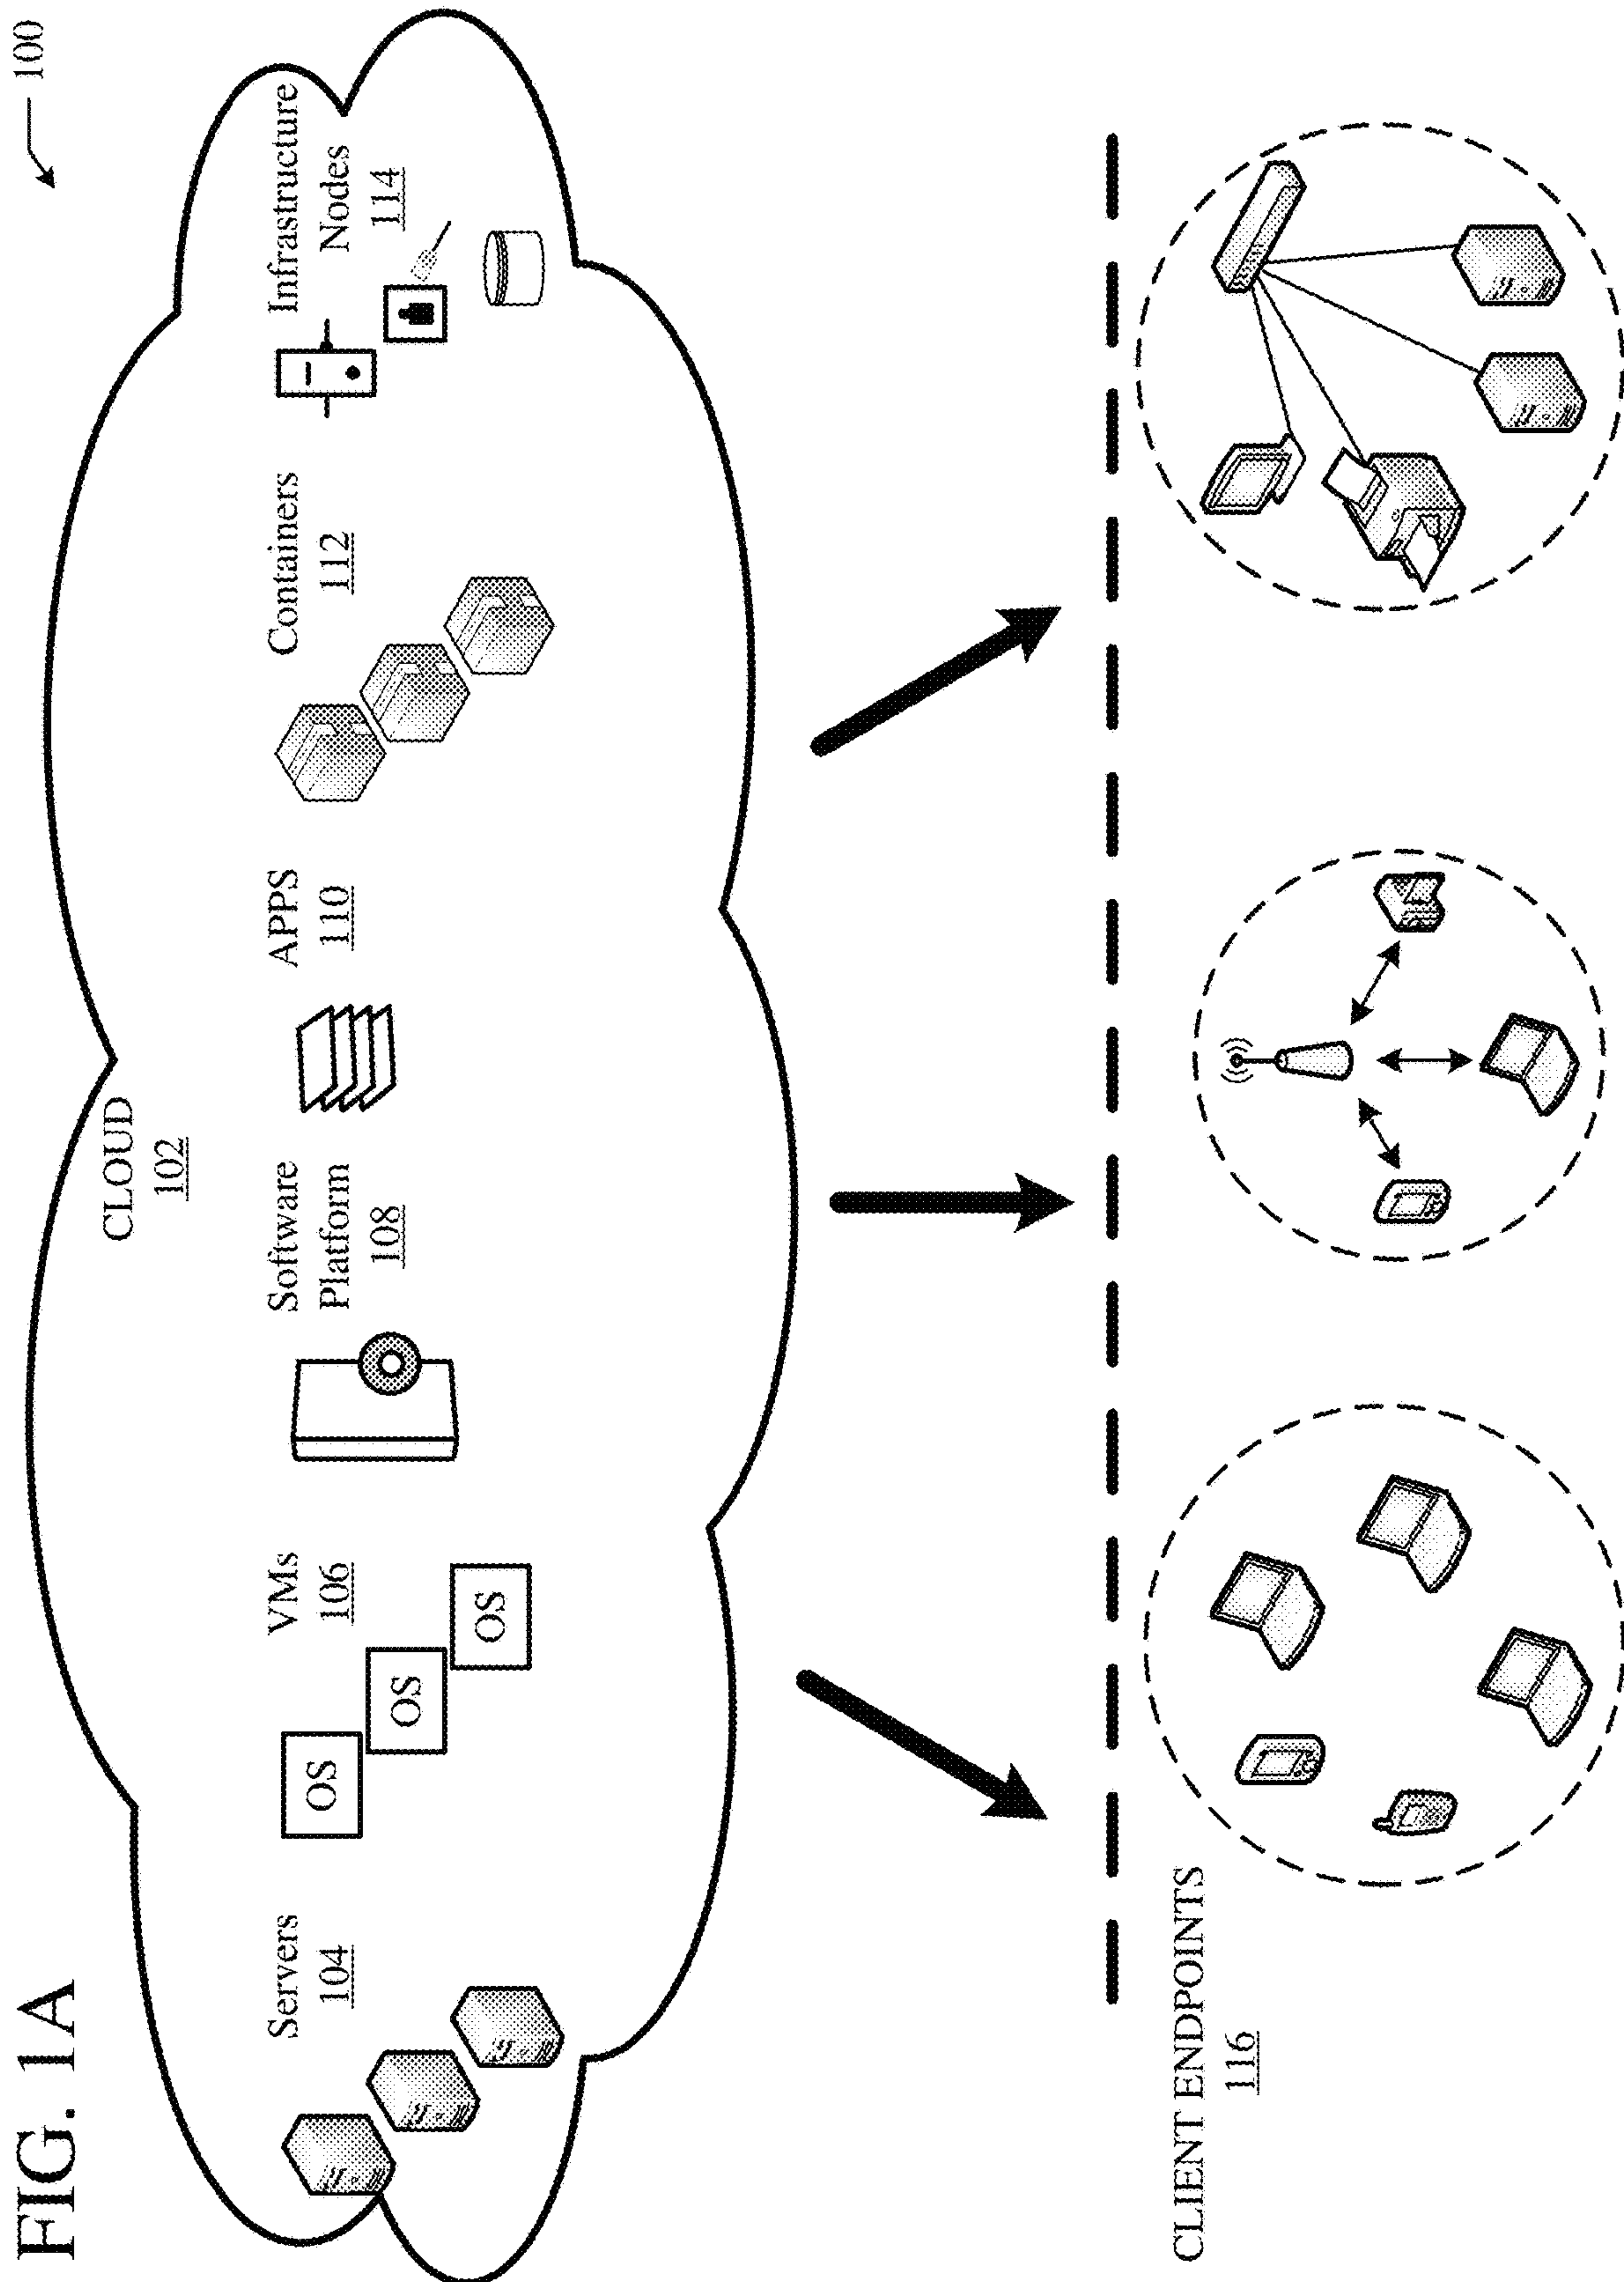 FIG. 1A
100
CLOUD
102
Servers
104
VMs
106
OS
OS
OS
Software
Platform
108
APPS
110
Containers
112
Infrastructure
Nodes
114
CLIENT ENDPOINTS
116